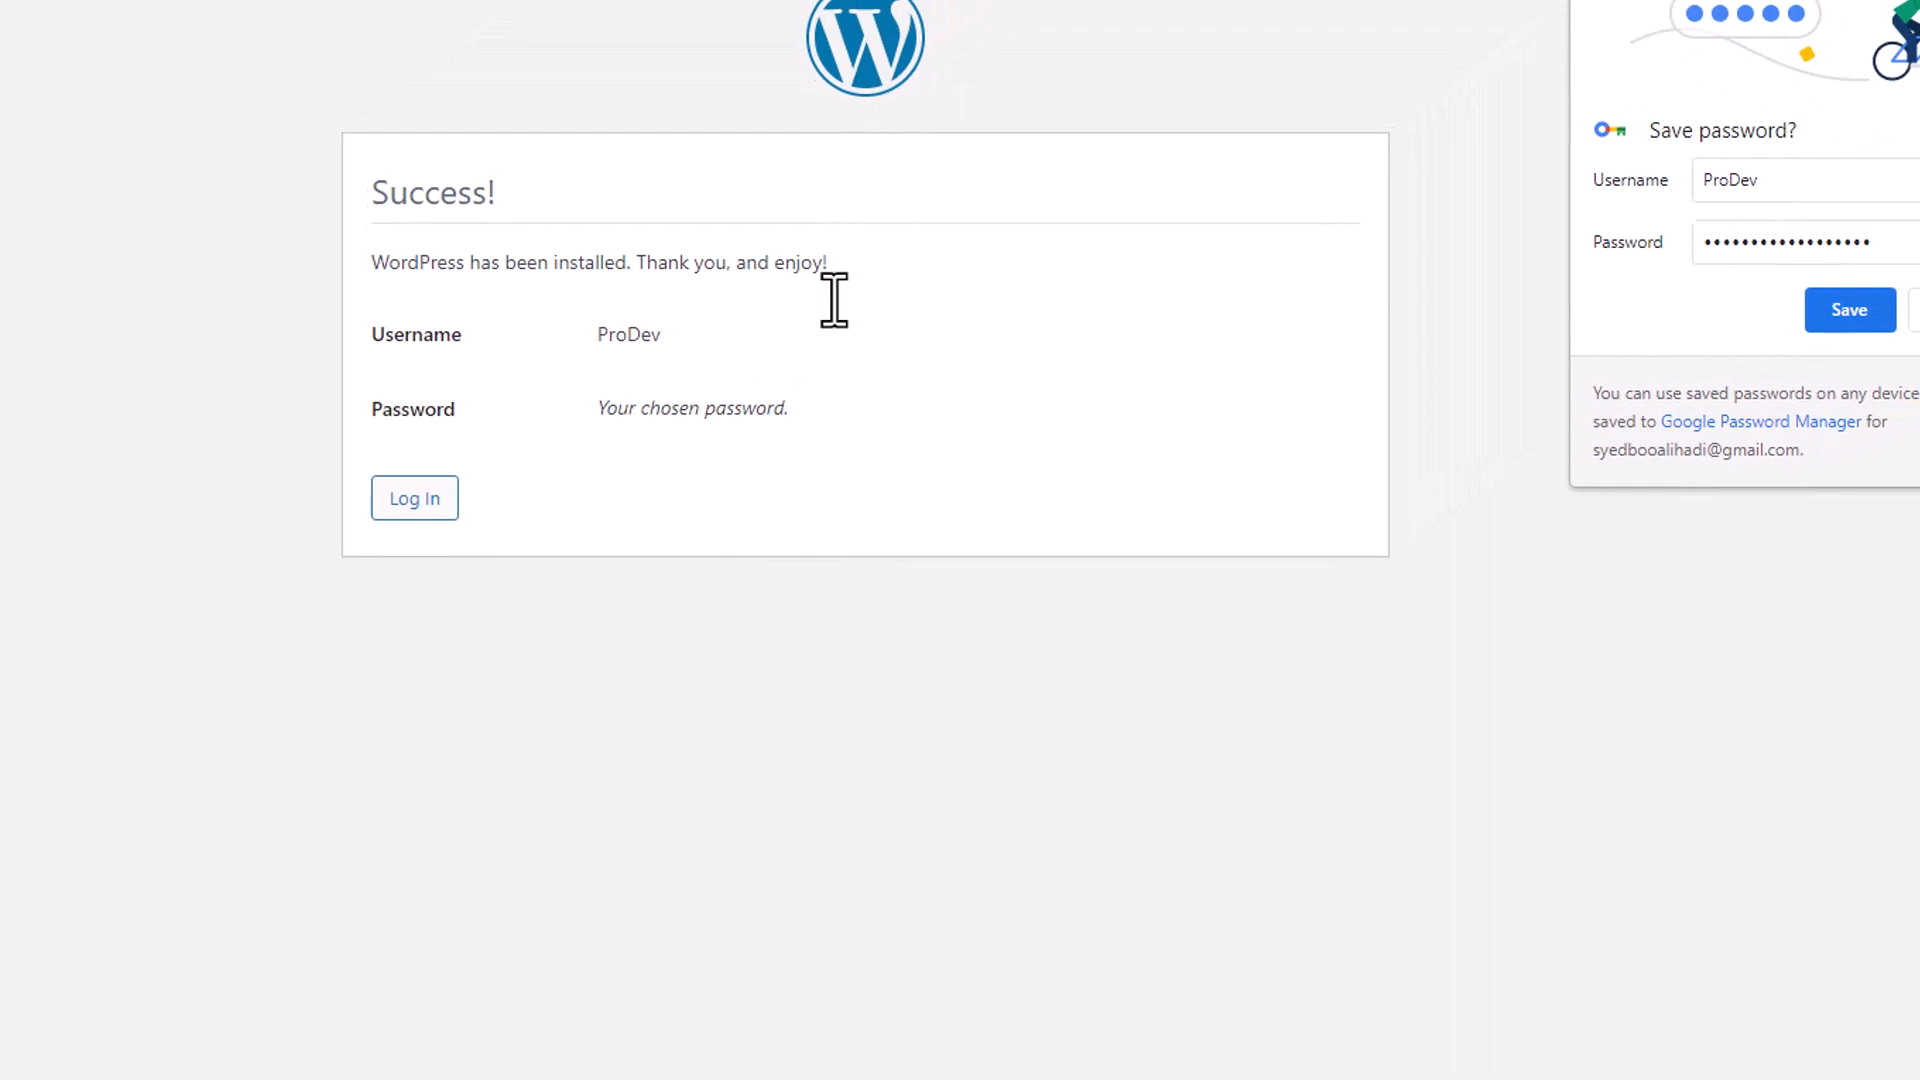 Success!
WordPress has been installed. Thank you, and enjoy!
Username ProDev
Password Your chosen password.
Log In
Save password?
Username ProDev
Password ••••••••••••••••••
Save
You can use saved passwords on any device
saved to Google Password Manager for
syedbooalihadi@gmail.com.